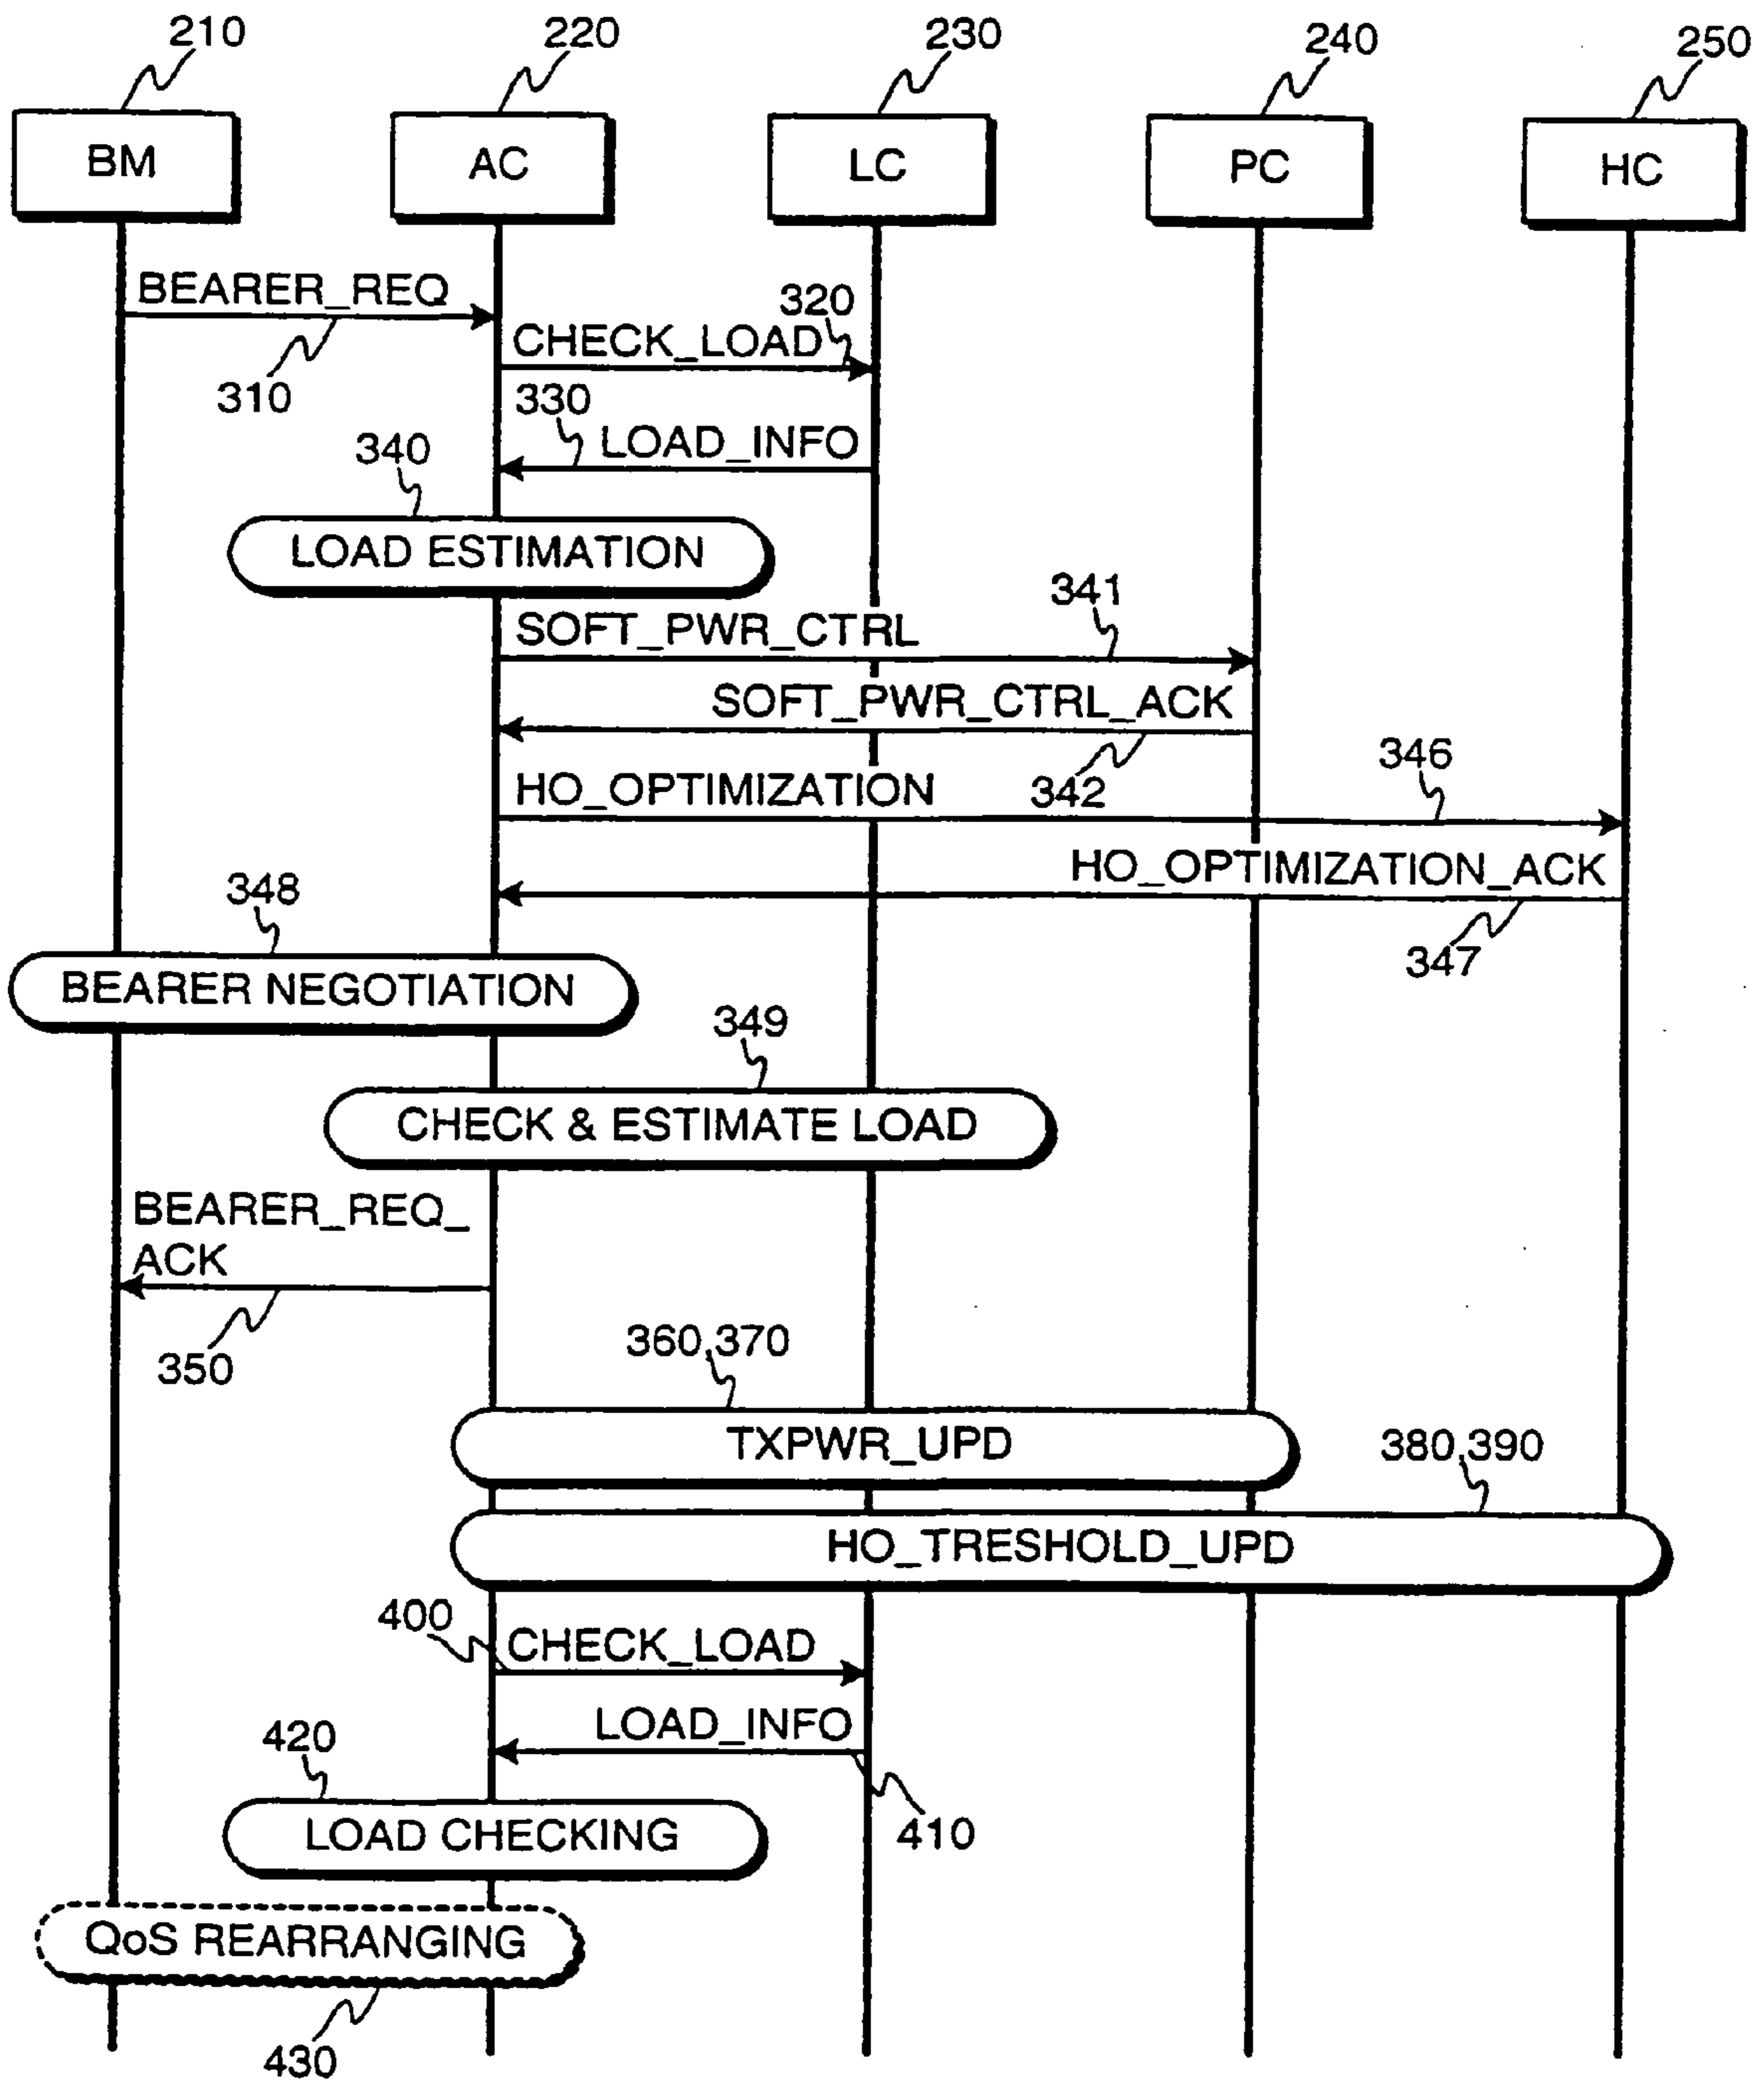 210
220
230
240
250
BM
AC
LC
PC
HC
BEARER_REQ
310
320
CHECK_LOAD
330
LOAD_INFO
340
LOAD ESTIMATION
341
SOFT_PWR_CTRL
SOFT_PWR_CTRL_ACK
342
346
HO_OPTIMIZATION
HO_OPTIMIZATION_ACK
347
348
BEARER NEGOTIATION
349
CHECK & ESTIMATE LOAD
BEARER_REQ_
ACK
350
360,370
TXPWR_UPD
380,390
HO_TRESHOLD_UPD
400
CHECK_LOAD
LOAD_INFO
410
420
LOAD CHECKING
QoS REARRANGING
430